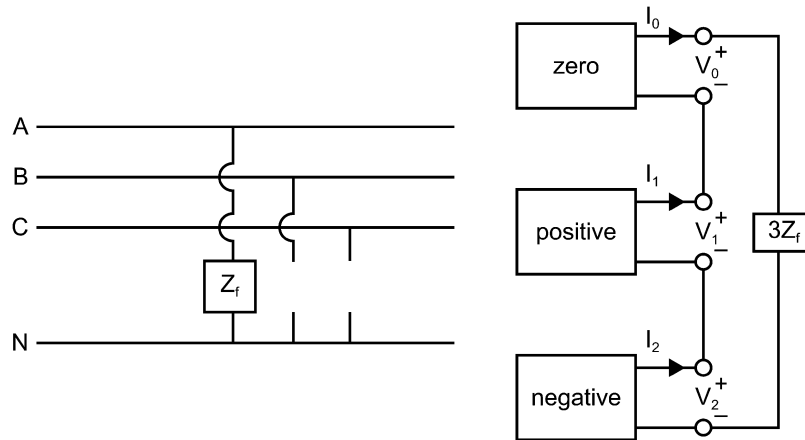 A
B
C
Z_f
N
I_0
zero
V_0
+
−
I_1
positive
V_1
+
−
3Z_f
I_2
negative
V_2
+
−